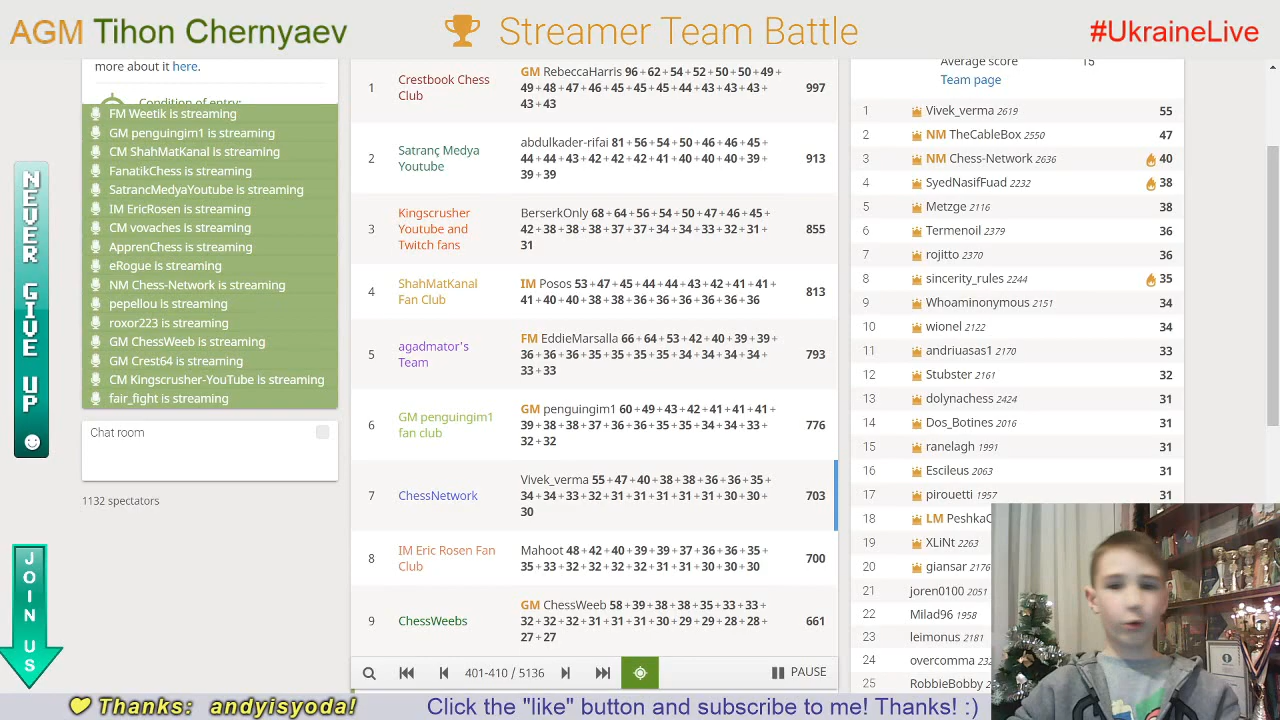 AGM Tihon Chernyaev
Streamer Team Battle
#UkraineLive
more about it here.
Condition of entry:
FM Weetik is streaming
GM penguingim1 is streaming
CM ShahMatKanal is streaming
FanatikChess is streaming
SatrancMedyaYoutube is streaming
IM EricRosen is streaming
CM vovaches is streaming
ApprenChess is streaming
eRogue is streaming
NM Chess-Network is streaming
pepellou is streaming
roxor223 is streaming
GM ChessWeeb is streaming
GM Crest64 is streaming
CM Kingscrusher-YouTube is streaming
fair_fight is streaming
Chat room
1132 spectators
NEVER GIVE UP
JOIN US
1 Crestbook Chess Club GM RebeccaHarris 96+62+54+52+50+50+49+ 997
49+48+47+46+45+45+45+44+43+43+43+
43+43
2 Satranç Medya Youtube abdulkader-rifai 81+56+54+50+46+46+45+ 913
44+44+43+42+42+42+41+40+40+40+39+
39+39
3 Kingscrusher Youtube and Twitch fans BerserkOnly 68+64+56+54+50+47+46+45+ 855
42+38+38+38+37+37+34+34+33+32+31+
31
4 ShahMatKanal Fan Club IM Posos 53+47+45+44+44+43+42+41+41+ 813
41+40+40+38+38+36+36+36+36+36+36
5 agadmator's Team FM EddieMarsalla 66+64+53+42+40+39+39+ 793
36+36+36+35+35+35+35+34+34+34+34+
33+33
6 GM penguingim1 fan club GM penguingim1 60+49+43+42+41+41+41+ 776
39+38+38+37+36+36+35+35+34+34+33+
32+32
7 ChessNetwork Vivek_verma 55+47+40+38+38+36+36+35+ 703
34+34+33+32+31+31+31+31+31+30+30+
30
8 IM Eric Rosen Fan Club Mahoot 48+42+40+39+39+37+36+36+35+ 700
35+33+32+32+32+32+31+31+30+30+30
9 ChessWeebs GM ChessWeeb 58+39+38+38+35+33+33+ 661
32+32+32+31+31+31+30+29+29+28+28+
27+27
401-410 / 5136
PAUSE
Average score 15
Team page
1 Vivek_verma 2619 55
2 NM TheCableBox 2550 47
3 NM Chess-Network 2636 40
4 SyedNasifFuad 2232 38
5 Metzge 2116 38
6 Termenoil 2379 36
7 rojitto 2370 36
8 sincerity_rules 2244 35
9 Whoaminonymous 2151 34
10 wionel 2122 34
11 andriuasas1 2170 33
12 Stubster 2161 32
13 dolynachess 2424 31
14 Dos_Botines 2016 31
15 ranelagh 1991 31
16 Escileus 2063 31
17 pirouetti 1957 31
18 LM Peshka
19 XLiNt 2263
20 giansar 2176
21 joren0100 2051
22 Milad96 1958
23 leimonus 2181
24 overcomma
25 RobbieBobby
Thanks: andyisyoda!
Click the "like" button and subscribe to me! Thanks! :)